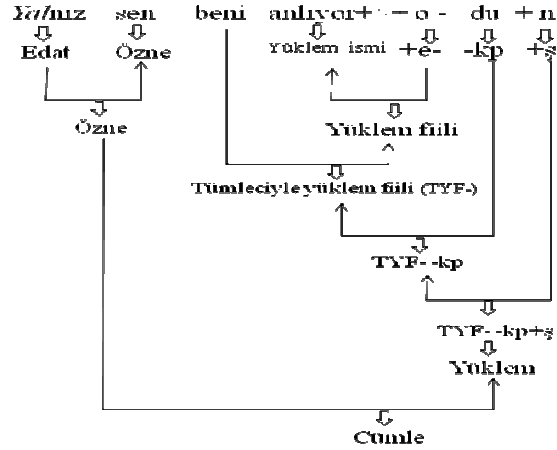 Yalnız sen beni anlıyor+ - o - du + n
Edat Özne Yüklem ismi +e- -kp +ş
Özne Yüklem fiili
Tümleciyle yüklem fiili (TYF-)
TYF- -kp
TYF- -kp+ş
Yüklem
Cümle